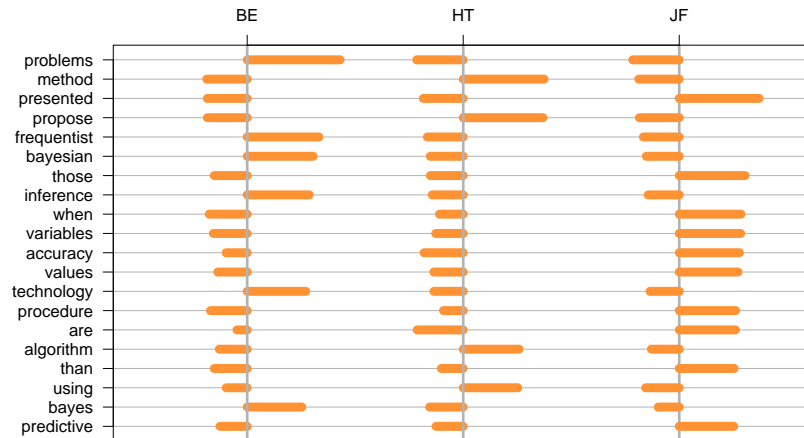 BE HT JF
problems
method
presented
propose
frequentist
bayesian
those
inference
when
variables
accuracy
values
technology
procedure
are
algorithm
than
using
bayes
predictive